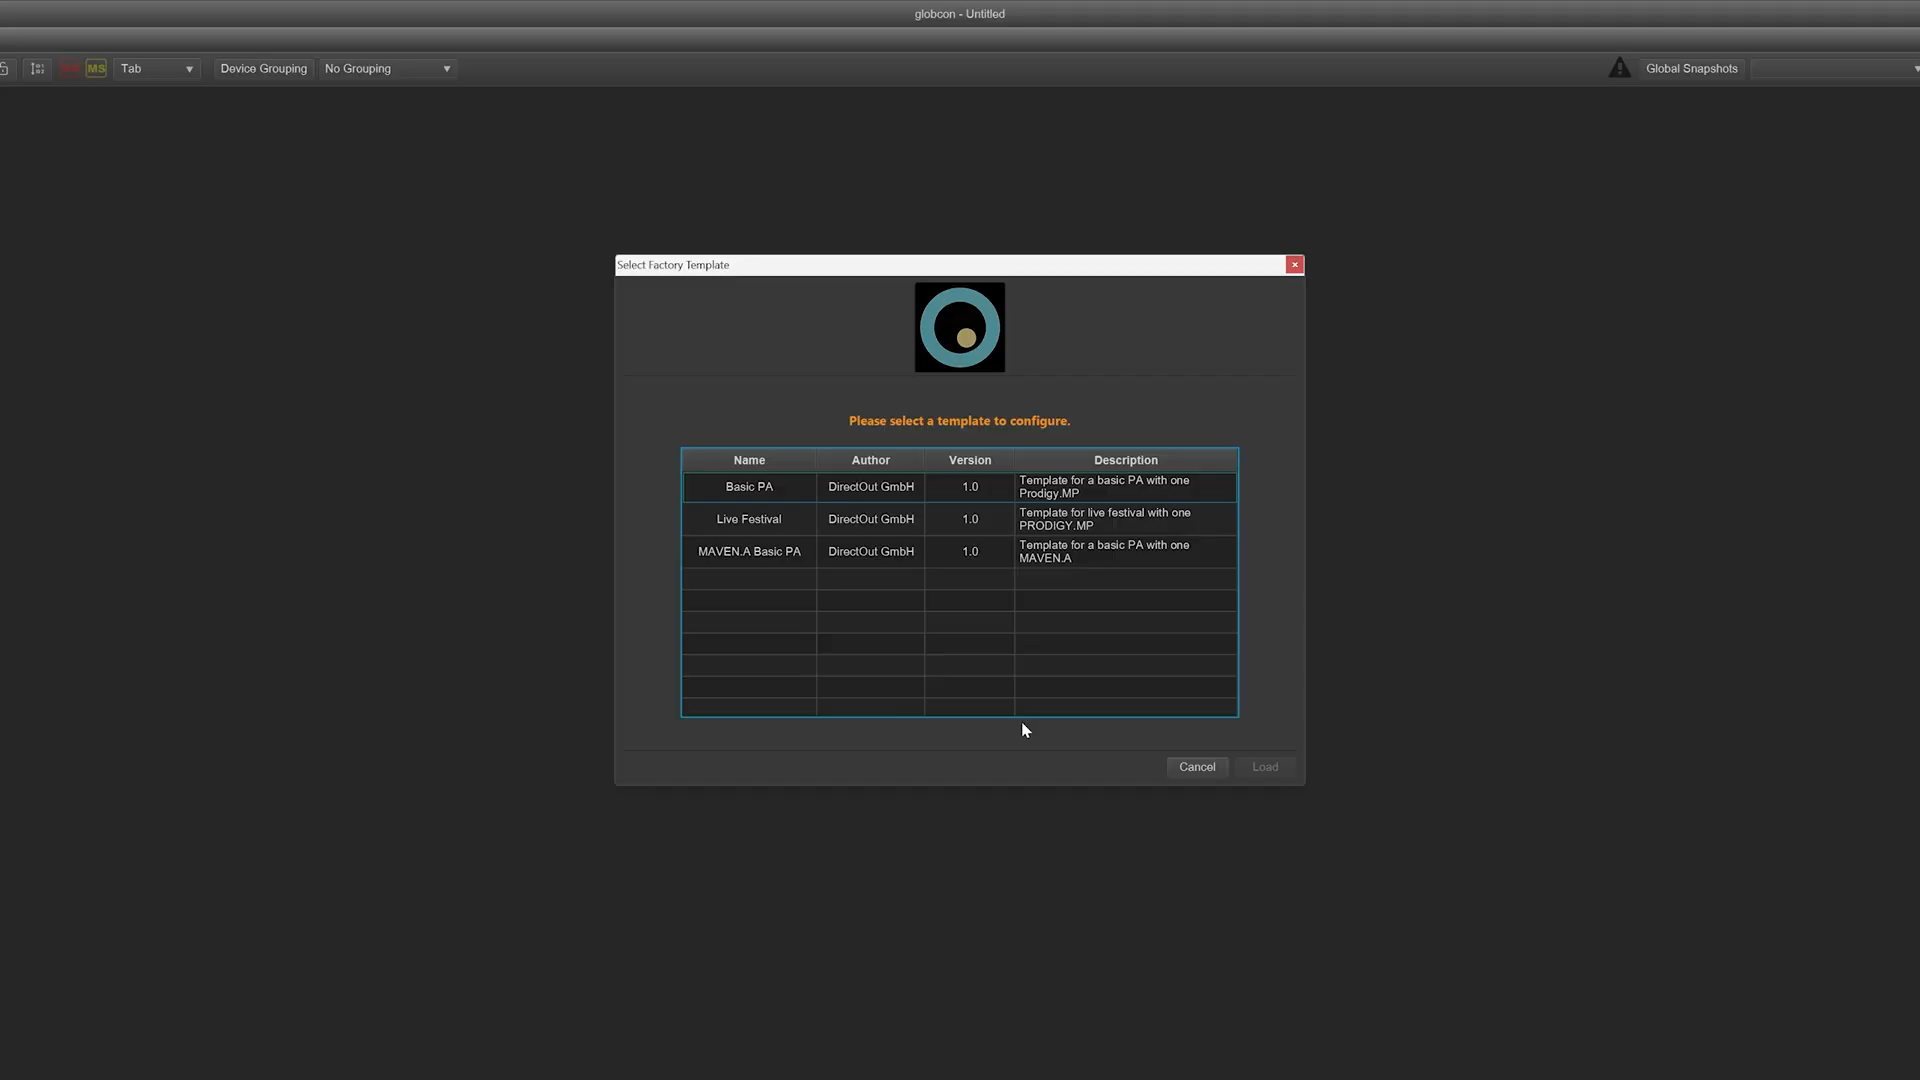 globcon - Untitled
MS
Tab
Device Grouping
No Grouping
Global Snapshots
Select Factory Template
Please select a template to configure.
Name Author Version Description
Basic PA DirectOut GmbH 1.0 Template for a basic PA with one
Prodigy.MP
Live Festival DirectOut GmbH 1.0 Template for live festival with one
PRODIGY.MP
MAVEN.A Basic PA DirectOut GmbH 1.0 Template for a basic PA with one
MAVEN.A
Cancel
Load